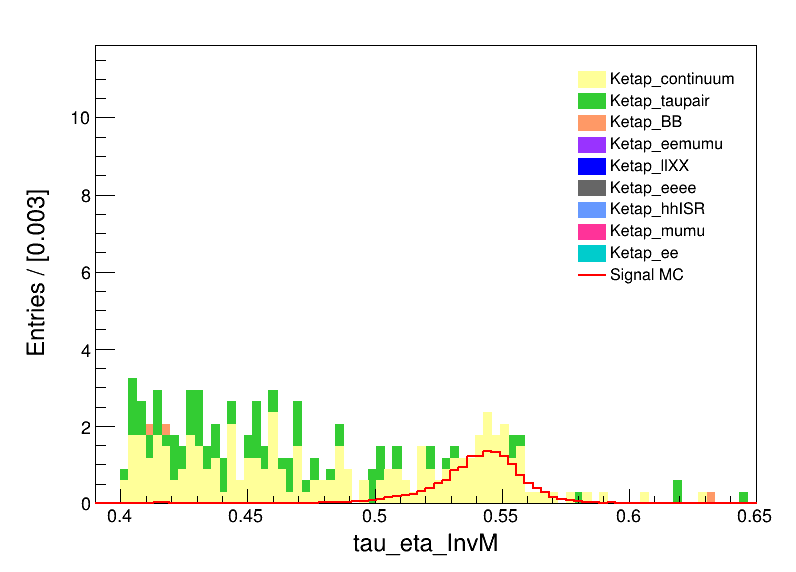 Ketap_continuum
Ketap_taupair
Ketap_BB
Ketap_eemumu
Ketap_llXX
Ketap_eeee
Ketap_hhISR
Ketap_mumu
Ketap_ee
Signal MC
Entries / [0.003]
10
8
6
4
2
0
0.4 0.45 0.5 0.55 0.6 0.65
tau_eta_InvM